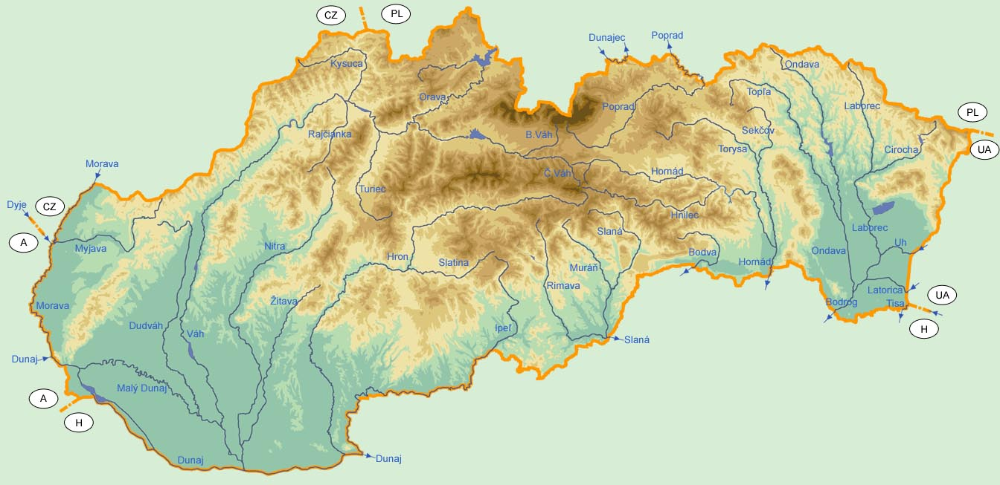 CZ
PL
Dunajec
Poprad
Kysuca
Ondava
Orava
Topľa
Poprad
Laborec
PL
Rajčianka
B.Váh
Sekčov
Torysa
Cirocha
UA
Morava
Č.Váh
Hornád
Turiec
Dyje
CZ
Hnilec
Laborec
A
Myjava
Nitra
Slaná
Uh
Hron
Slatina
Bodva
Hornád
Ondava
Muráň
Rimava
Latorica
UA
Morava
Žitava
Bodrog
Tisa
Dudváh
Váh
Ipeľ
H
Slaná
Dunaj
Malý Dunaj
A
H
Dunaj
Dunaj